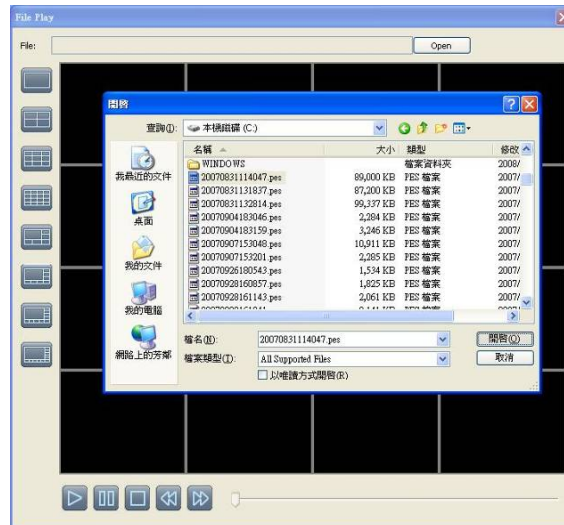 File Play
File:
Open
開啓
查詢(I):
本機磁碟 (C:)
名稱
大小
類型
修改
WINDOWS
檔案資料夾
2008/
20070831114047.pes
89,000 KB
PES 檔案
2007/
20070831131837.pes
87,200 KB
PES 檔案
2007/
20070831132814.pes
99,337 KB
PES 檔案
2007/
20070904183046.pes
2,284 KB
PES 檔案
2007/
20070904183159.pes
3,246 KB
PES 檔案
2007/
20070907153048.pes
10,911 KB
PES 檔案
2007/
20070907153201.pes
2,285 KB
PES 檔案
2007/
20070926180543.pes
1,534 KB
PES 檔案
2007/
20070928160857.pes
1,825 KB
PES 檔案
2007/
20070928161143.pes
2,061 KB
PES 檔案
2007/
我最近的文件
桌面
我的文件
我的電腦
網路上的芳鄰
檔名(N):
20070831114047.pes
開啓(O)
檔案類型(T):
All Supported Files
取消
以唯讀方式開啓(R)